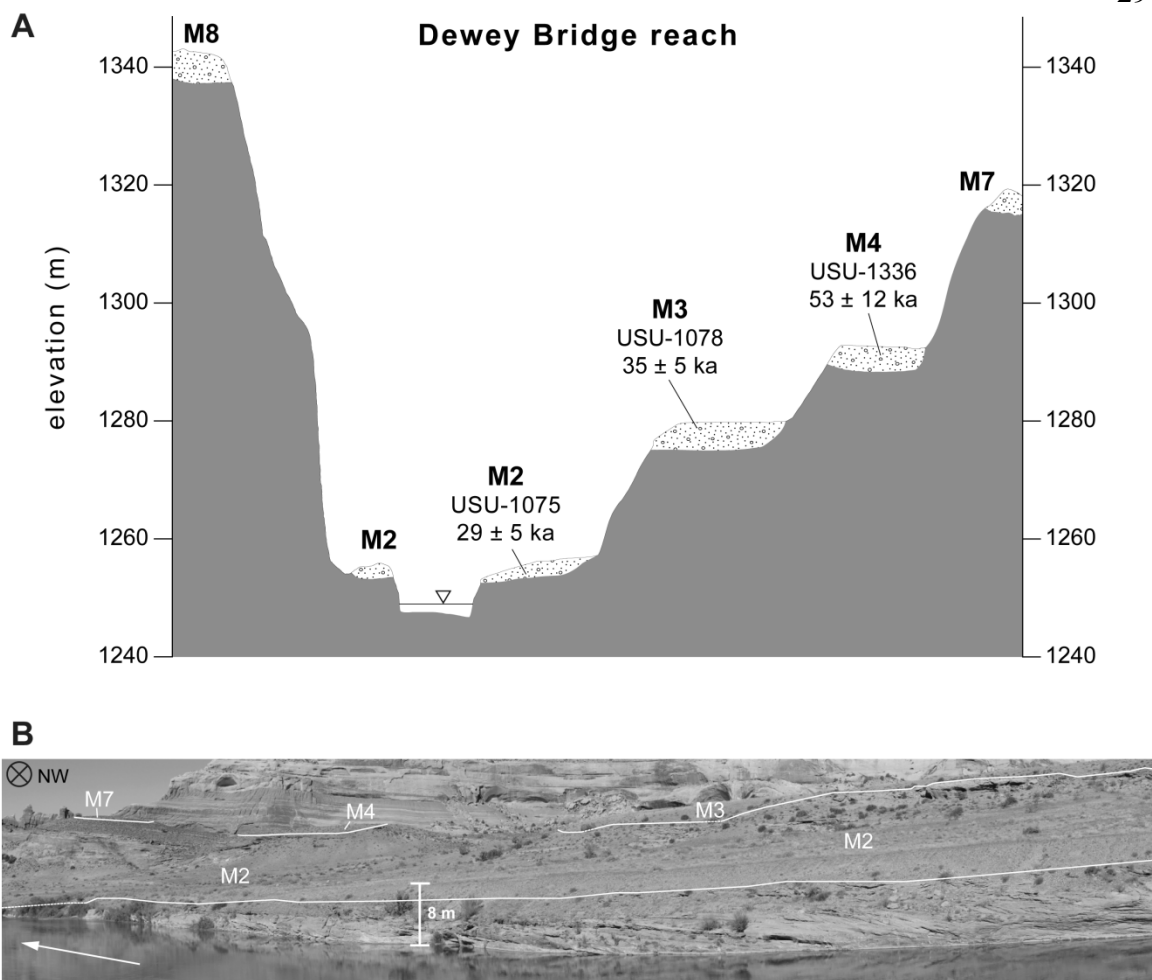 29
A
Dewey Bridge reach
M8
1340
1340
1320
1320
M7
M4
USU-1336
53 ± 12 ka
elevation (m)
1300
1300
M3
USU-1078
35 ± 5 ka
1280
1280
M2
USU-1075
29 ± 5 ka
M2
1260
1260
1240
1240
B
NW
M7
M4
M3
M2
M2
8 m